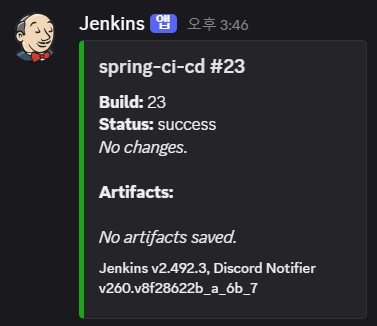 Jenkins 앱 오후 3:46
spring-ci-cd #23
Build: 23
Status: success
No changes.
Artifacts:
No artifacts saved.
Jenkins v2.492.3, Discord Notifier
v260.v8f28622b_a_6b_7